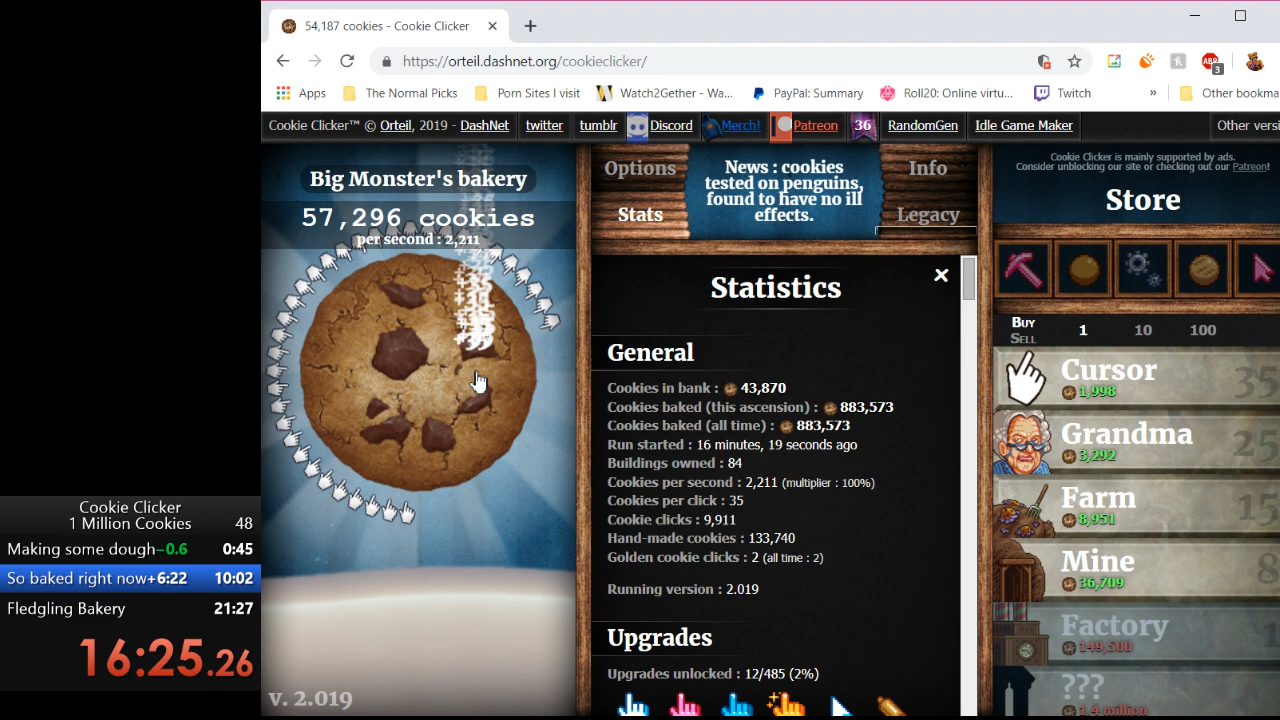 54,187 cookies - Cookie Clicker
https://orteil.dashnet.org/cookieclicker/
ABP
3
Apps
The Normal Picks
Porn Sites I visit
Watch2Gether - Wa...
PayPal: Summary
Roll20: Online virtu...
Twitch
»
Other bookma
Cookie Clicker™ © Orteil, 2019 - DashNet
twitter
tumblr
Discord
Merch!
Patreon
36
RandomGen
Idle Game Maker
Other versi
Big Monster's bakery
57,296 cookies
per second : 2,211
Options
Stats
News : cookies
tested on penguins,
found to have no ill
effects.
Info
Legacy
Cookie Clicker is mainly supported by ads.
Consider unblocking our site or checking out our Patreon!
Store
Statistics
General
Cookies in bank : 43,870
Cookies baked (this ascension) : 883,573
Cookies baked (all time) : 883,573
Run started : 16 minutes, 19 seconds ago
Buildings owned : 84
Cookies per second : 2,211 (multiplier : 100%)
Cookies per click : 35
Cookie clicks : 9,911
Hand-made cookies : 133,740
Golden cookie clicks : 2 (all time : 2)
Running version : 2.019
Upgrades
Upgrades unlocked : 12/485 (2%)
BUY
SELL
1
10
100
Cursor
1,998
35
Grandma
3,292
25
Farm
8,951
15
Mine
36,709
8
Factory
149,500
1
???
1.4 million
Cookie Clicker
1 Million Cookies 48
Making some dough −0.6 0:45
So baked right now +6:22 10:02
Fledgling Bakery 21:27
16:25.26
v. 2.019